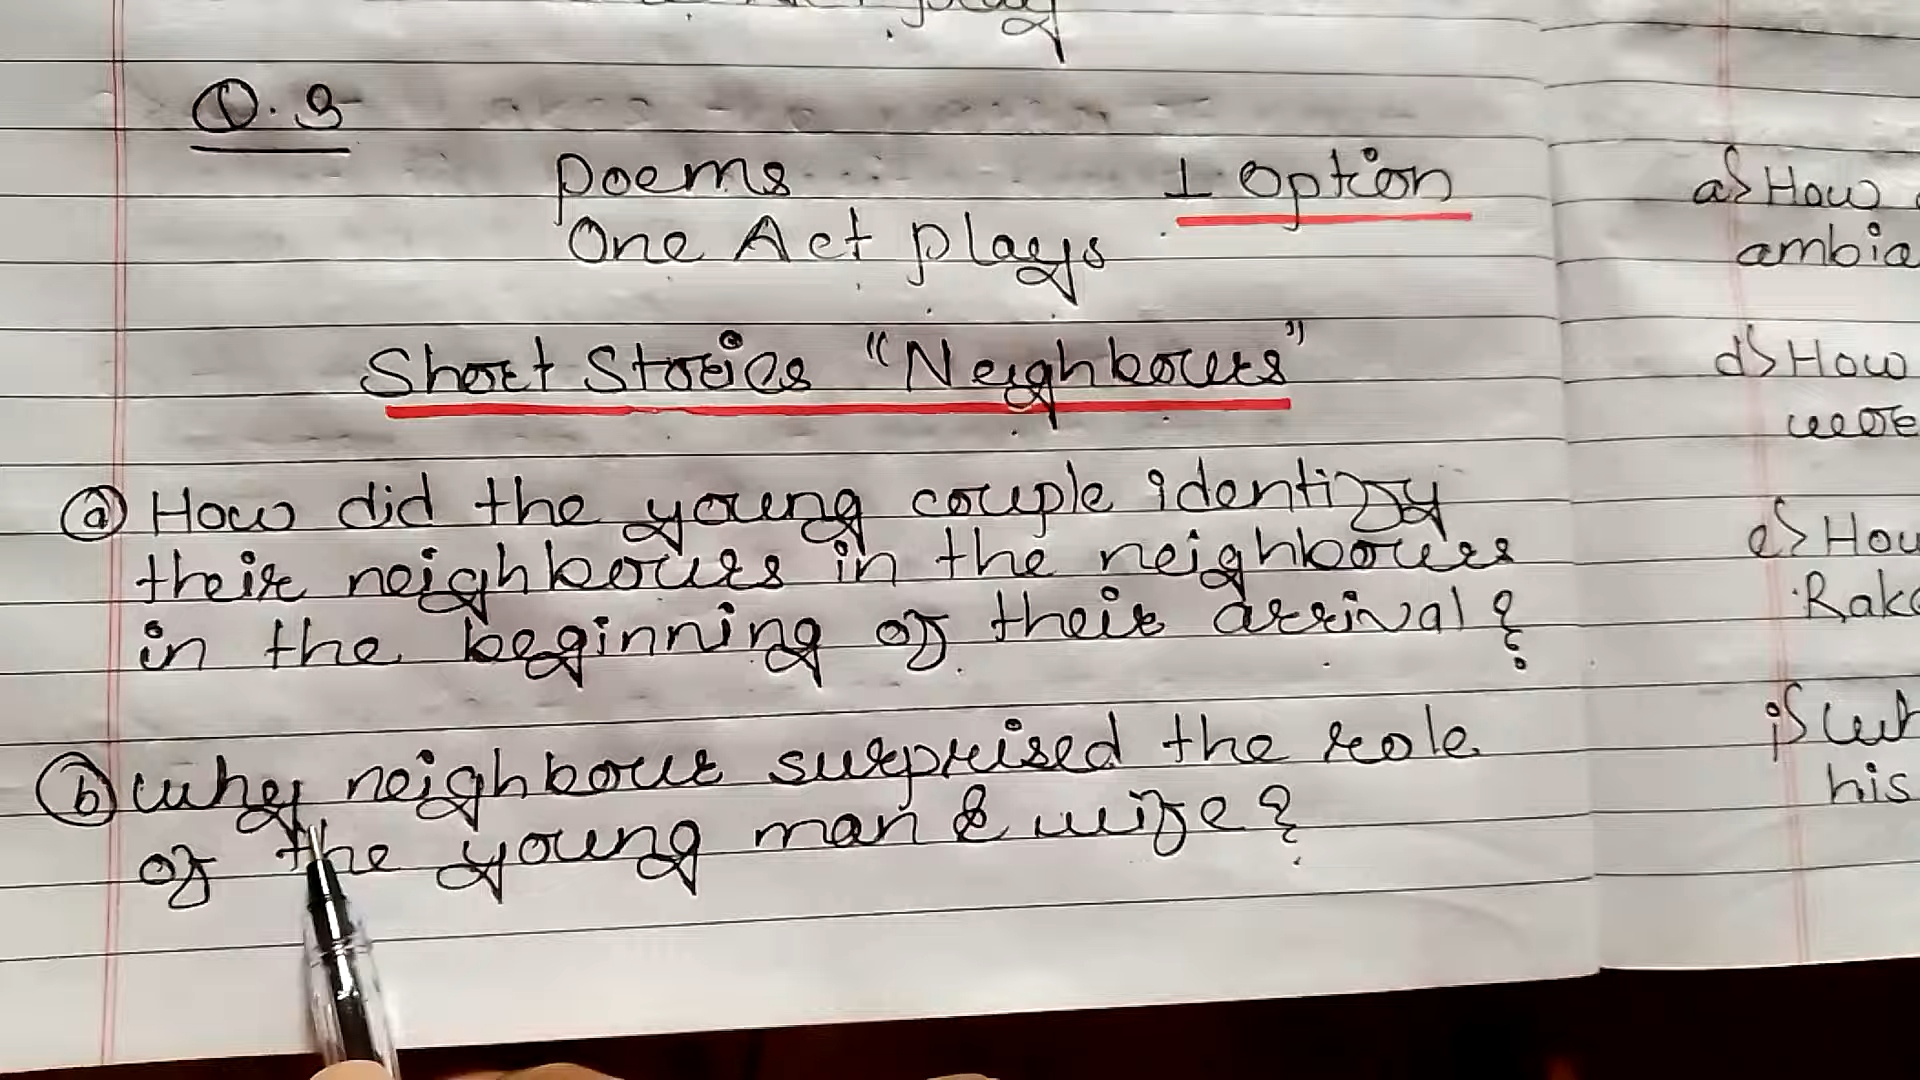 Q. 3
Poems 1 Option
One Act plays
Short Stories "Neighbours"
a) How did the young couple identify
their neighbours in the neighbours
in the beginning of their arrival?
b) Why neighbour surprised the role
of the young man & wife?
a) How
d) How
were
e) How
Rak
i)
his